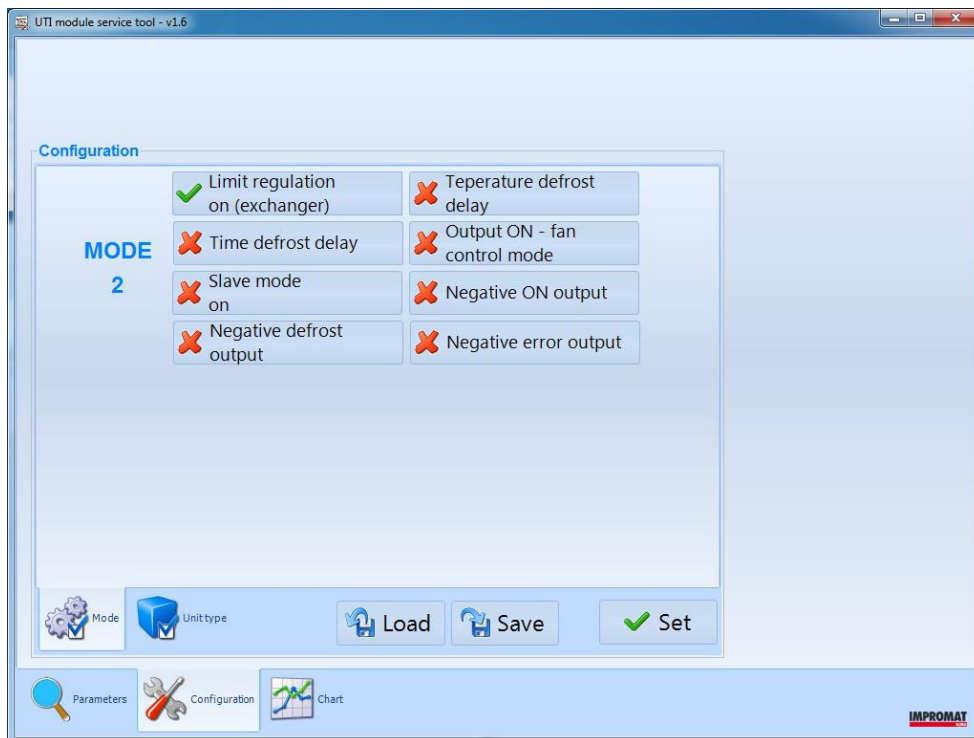 UTI module service tool - v1.6
Configuration
MODE
2
Limit regulation
on (exchanger)
Teperature defrost
delay
Time defrost delay
Output ON - fan
control mode
Slave mode
on
Negative ON output
Negative defrost
output
Negative error output
Mode
Unit type
Load
Save
Set
Parameters
Configuration
Chart
IMPROMAT